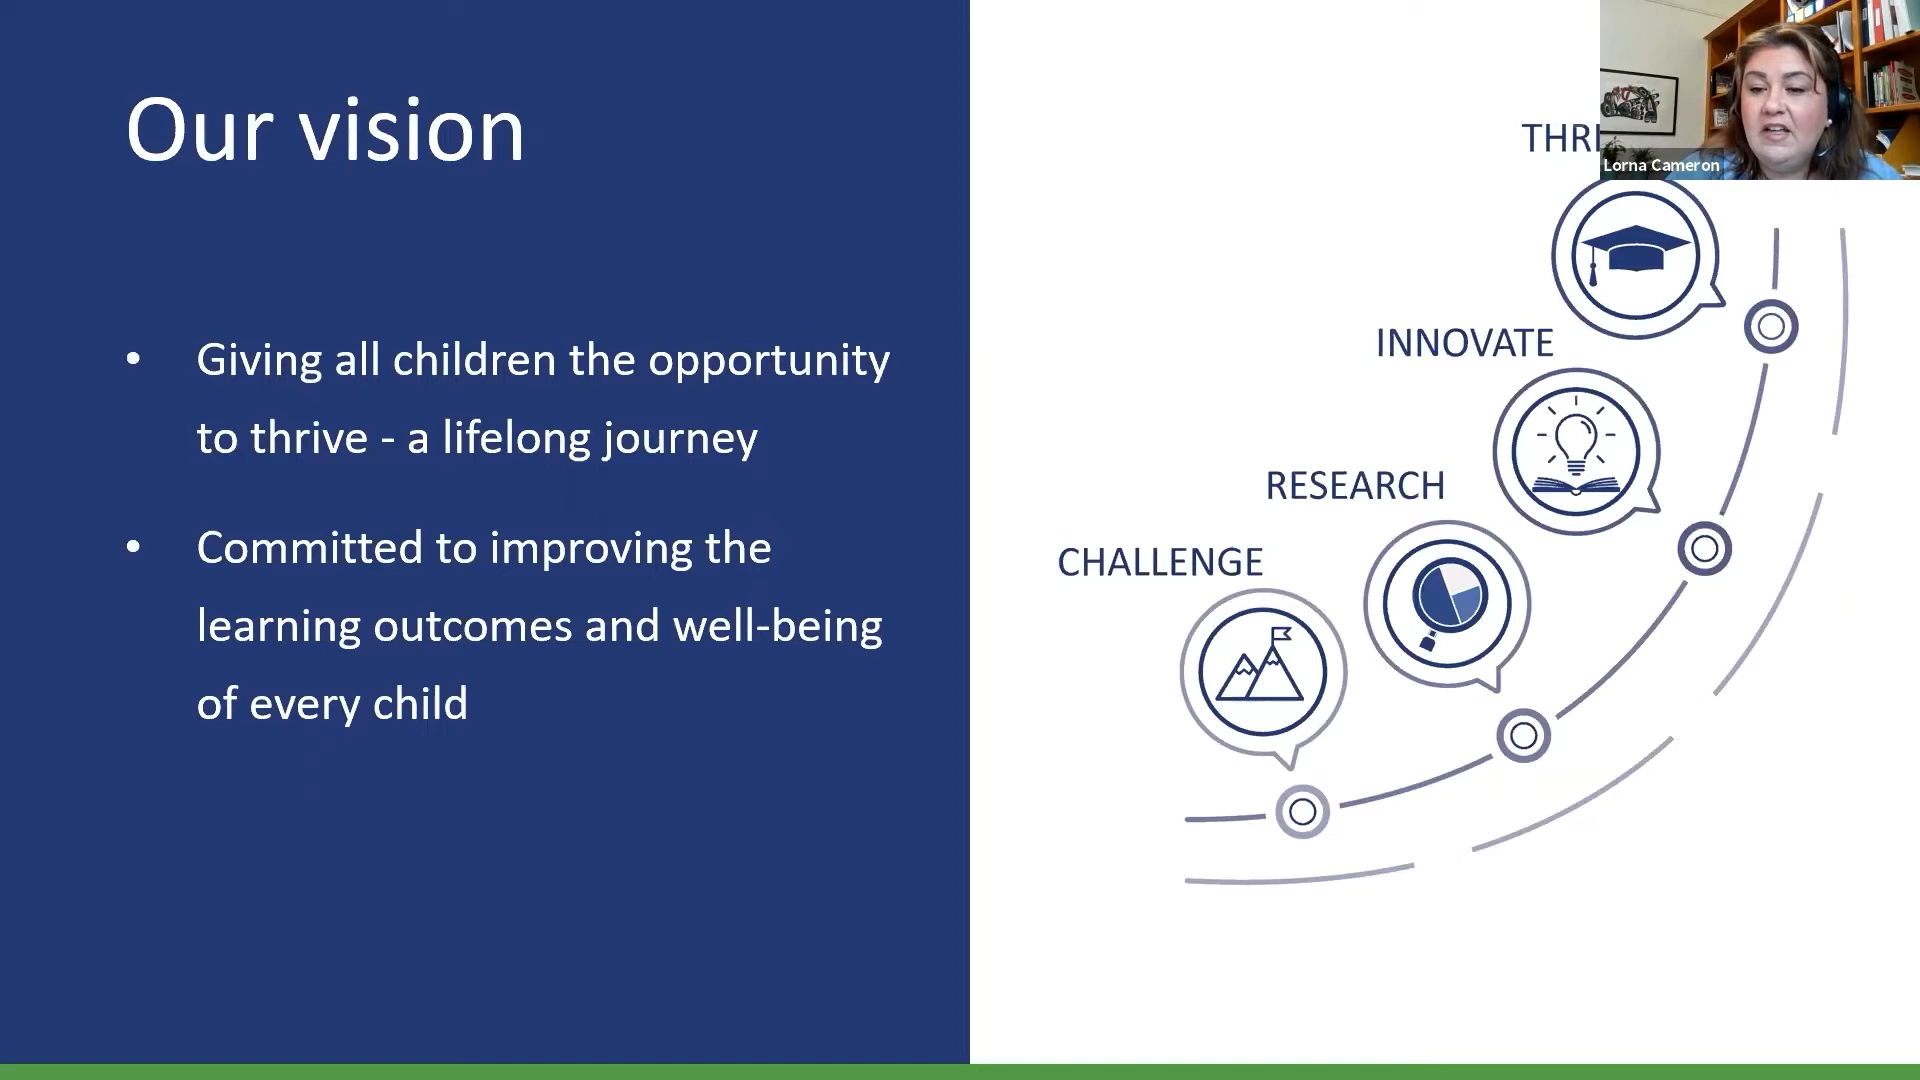 Our vision
• Giving all children the opportunity
to thrive - a lifelong journey
• Committed to improving the
learning outcomes and well-being
of every child
THRI
Lorna Cameron
INNOVATE
RESEARCH
CHALLENGE